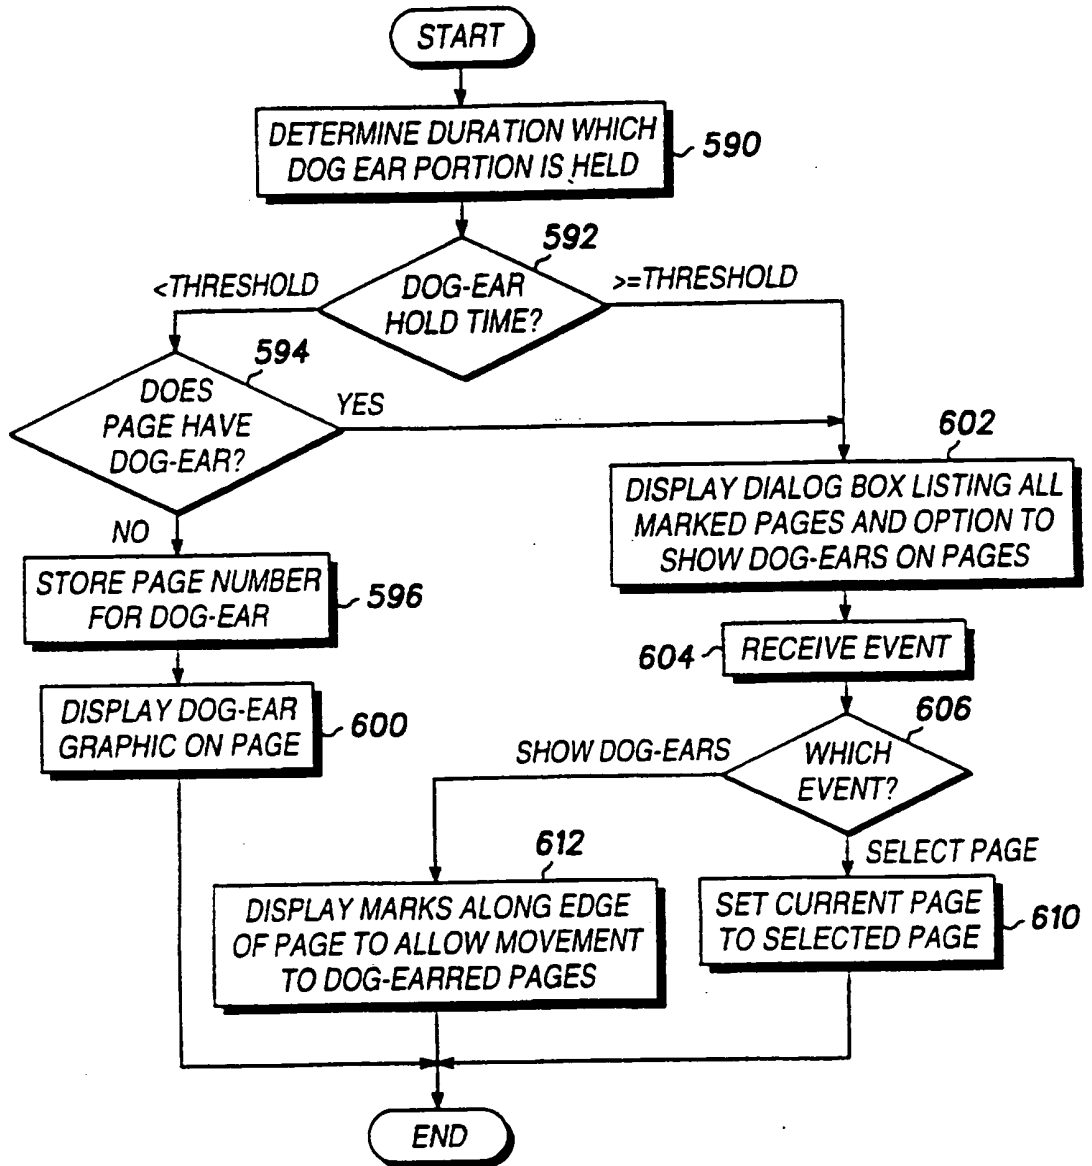 START
DETERMINE DURATION WHICH
DOG EAR PORTION IS HELD
590
592
DOG-EAR
HOLD TIME?
<THRESHOLD
>=THRESHOLD
594
DOES
PAGE HAVE
DOG-EAR?
YES
NO
STORE PAGE NUMBER
FOR DOG-EAR
596
DISPLAY DOG-EAR
GRAPHIC ON PAGE
600
602
DISPLAY DIALOG BOX LISTING ALL
MARKED PAGES AND OPTION TO
SHOW DOG-EARS ON PAGES
604
RECEIVE EVENT
606
WHICH
EVENT?
SHOW DOG-EARS
SELECT PAGE
612
DISPLAY MARKS ALONG EDGE
OF PAGE TO ALLOW MOVEMENT
TO DOG-EARRED PAGES
SET CURRENT PAGE
TO SELECTED PAGE
610
END